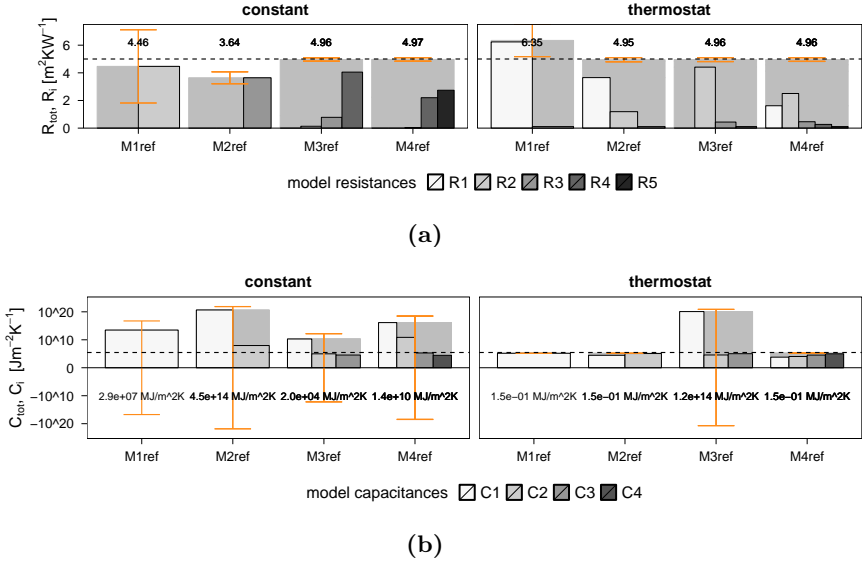 constant thermostat
R_tot, R_i [m^2KW^−1]
6
4
2
0
4.46 3.64 4.96 4.97 6.35 4.95 4.96 4.96
M1ref M2ref M3ref M4ref M1ref M2ref M3ref M4ref
model resistances R1 R2 R3 R4 R5
(a)
constant thermostat
C_tot, C_i [Jm^−2K^−1]
10^20
10^10
0
−10^10
−10^20
2.9e+07 MJ/m^2K 4.5e+14 MJ/m^2K 2.0e+04 MJ/m^2K 1.4e+10 MJ/m^2K 1.5e−01 MJ/m^2K 1.5e−01 MJ/m^2K 1.2e+14 MJ/m^2K 1.5e−01 MJ/m^2K
M1ref M2ref M3ref M4ref M1ref M2ref M3ref M4ref
model capacitances C1 C2 C3 C4
(b)